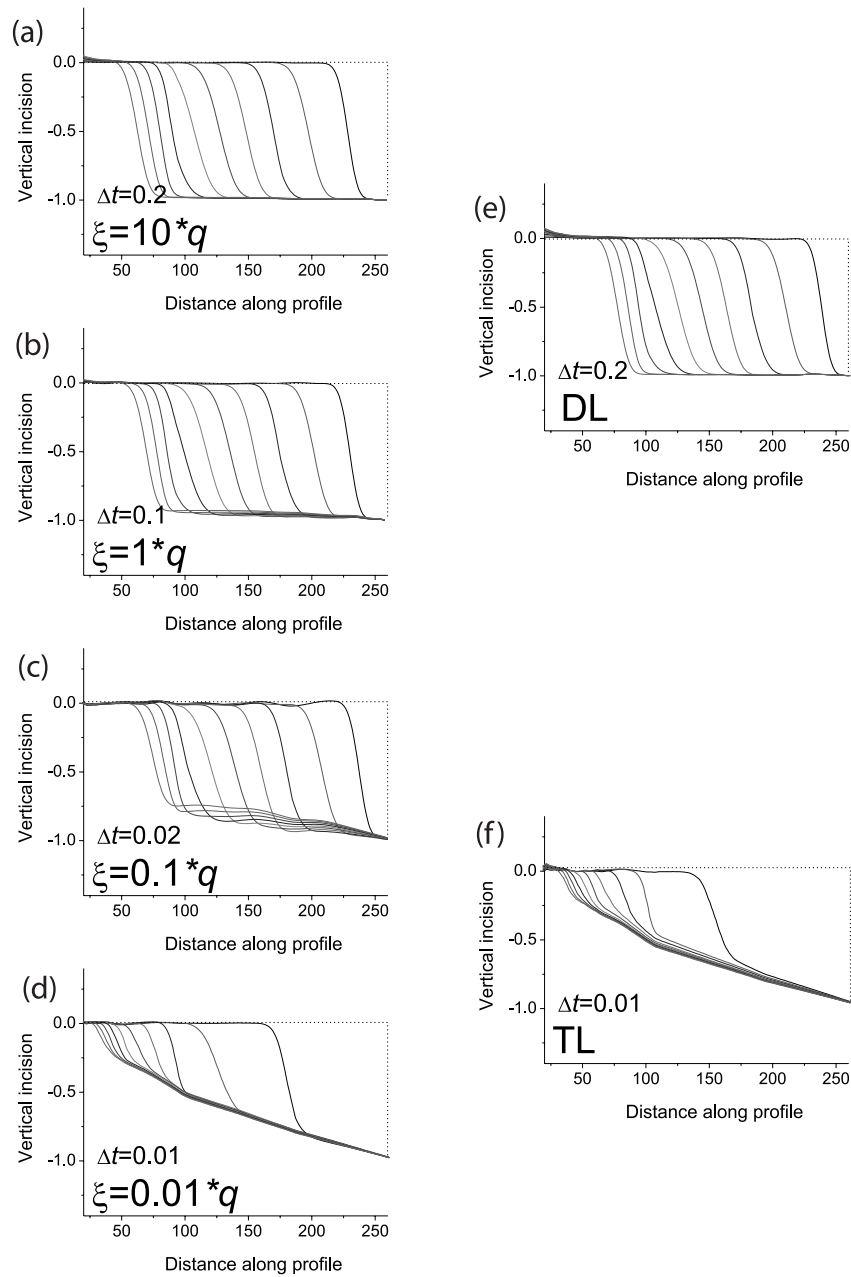 (a)
0.0
-0.5
-1.0
Vertical incision
Δt=0.2
ξ=10*q
50 100 150 200 250
Distance along profile
(b)
0.0
-0.5
-1.0
Vertical incision
Δt=0.1
ξ=1*q
50 100 150 200 250
Distance along profile
(c)
0.0
-0.5
-1.0
Vertical incision
Δt=0.02
ξ=0.1*q
50 100 150 200 250
Distance along profile
(d)
0.0
-0.5
-1.0
Vertical incision
Δt=0.01
ξ=0.01*q
50 100 150 200 250
Distance along profile
(e)
0.0
-0.5
-1.0
Vertical incision
Δt=0.2
DL
50 100 150 200 250
Distance along profile
(f)
0.0
-0.5
-1.0
Vertical incision
Δt=0.01
TL
50 100 150 200 250
Distance along profile